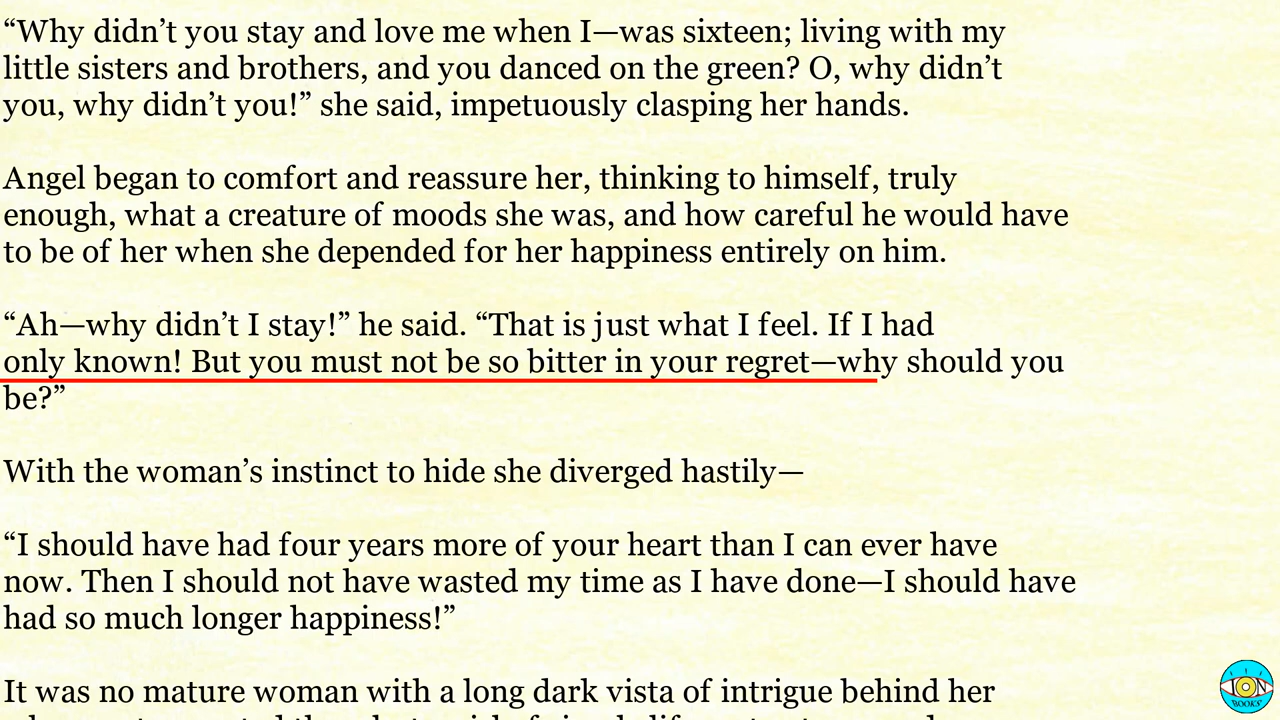 “Why didn’t you stay and love me when I—was sixteen; living with my
little sisters and brothers, and you danced on the green? O, why didn’t
you, why didn’t you!” she said, impetuously clasping her hands.
Angel began to comfort and reassure her, thinking to himself, truly
enough, what a creature of moods she was, and how careful he would have
to be of her when she depended for her happiness entirely on him.
“Ah—why didn’t I stay!” he said. “That is just what I feel. If I had
only known! But you must not be so bitter in your regret—why should you
be?”
With the woman’s instinct to hide she diverged hastily—
“I should have had four years more of your heart than I can ever have
now. Then I should not have wasted my time as I have done—I should have
had so much longer happiness!”
It was no mature woman with a long dark vista of intrigue behind her
ION
BOOKS